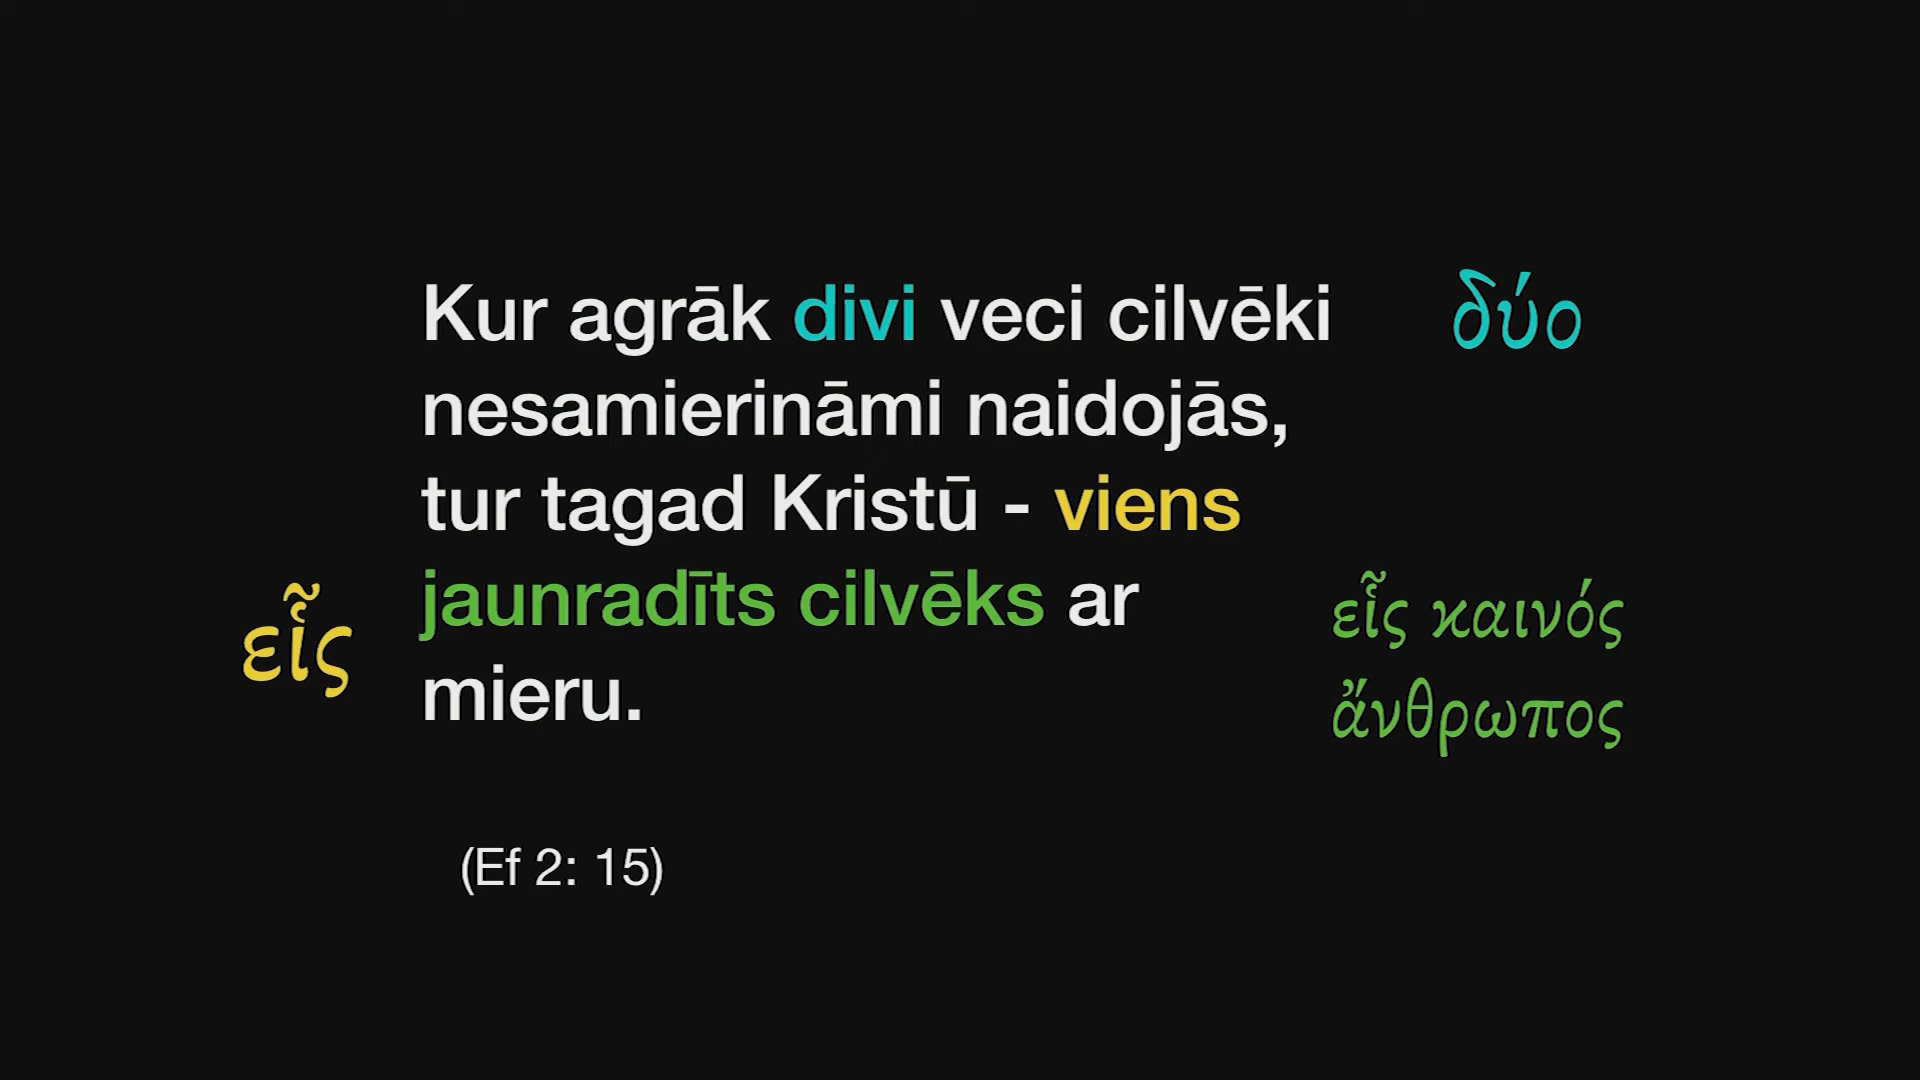 Kur agrāk divi veci cilvēki
δύο
nesamierināmi naidojās,
tur tagad Kristū - viens
εἷς
jaunradīts cilvēks ar
mieru.
εἷς καινός
ἄνθρωπος
(Ef 2: 15)